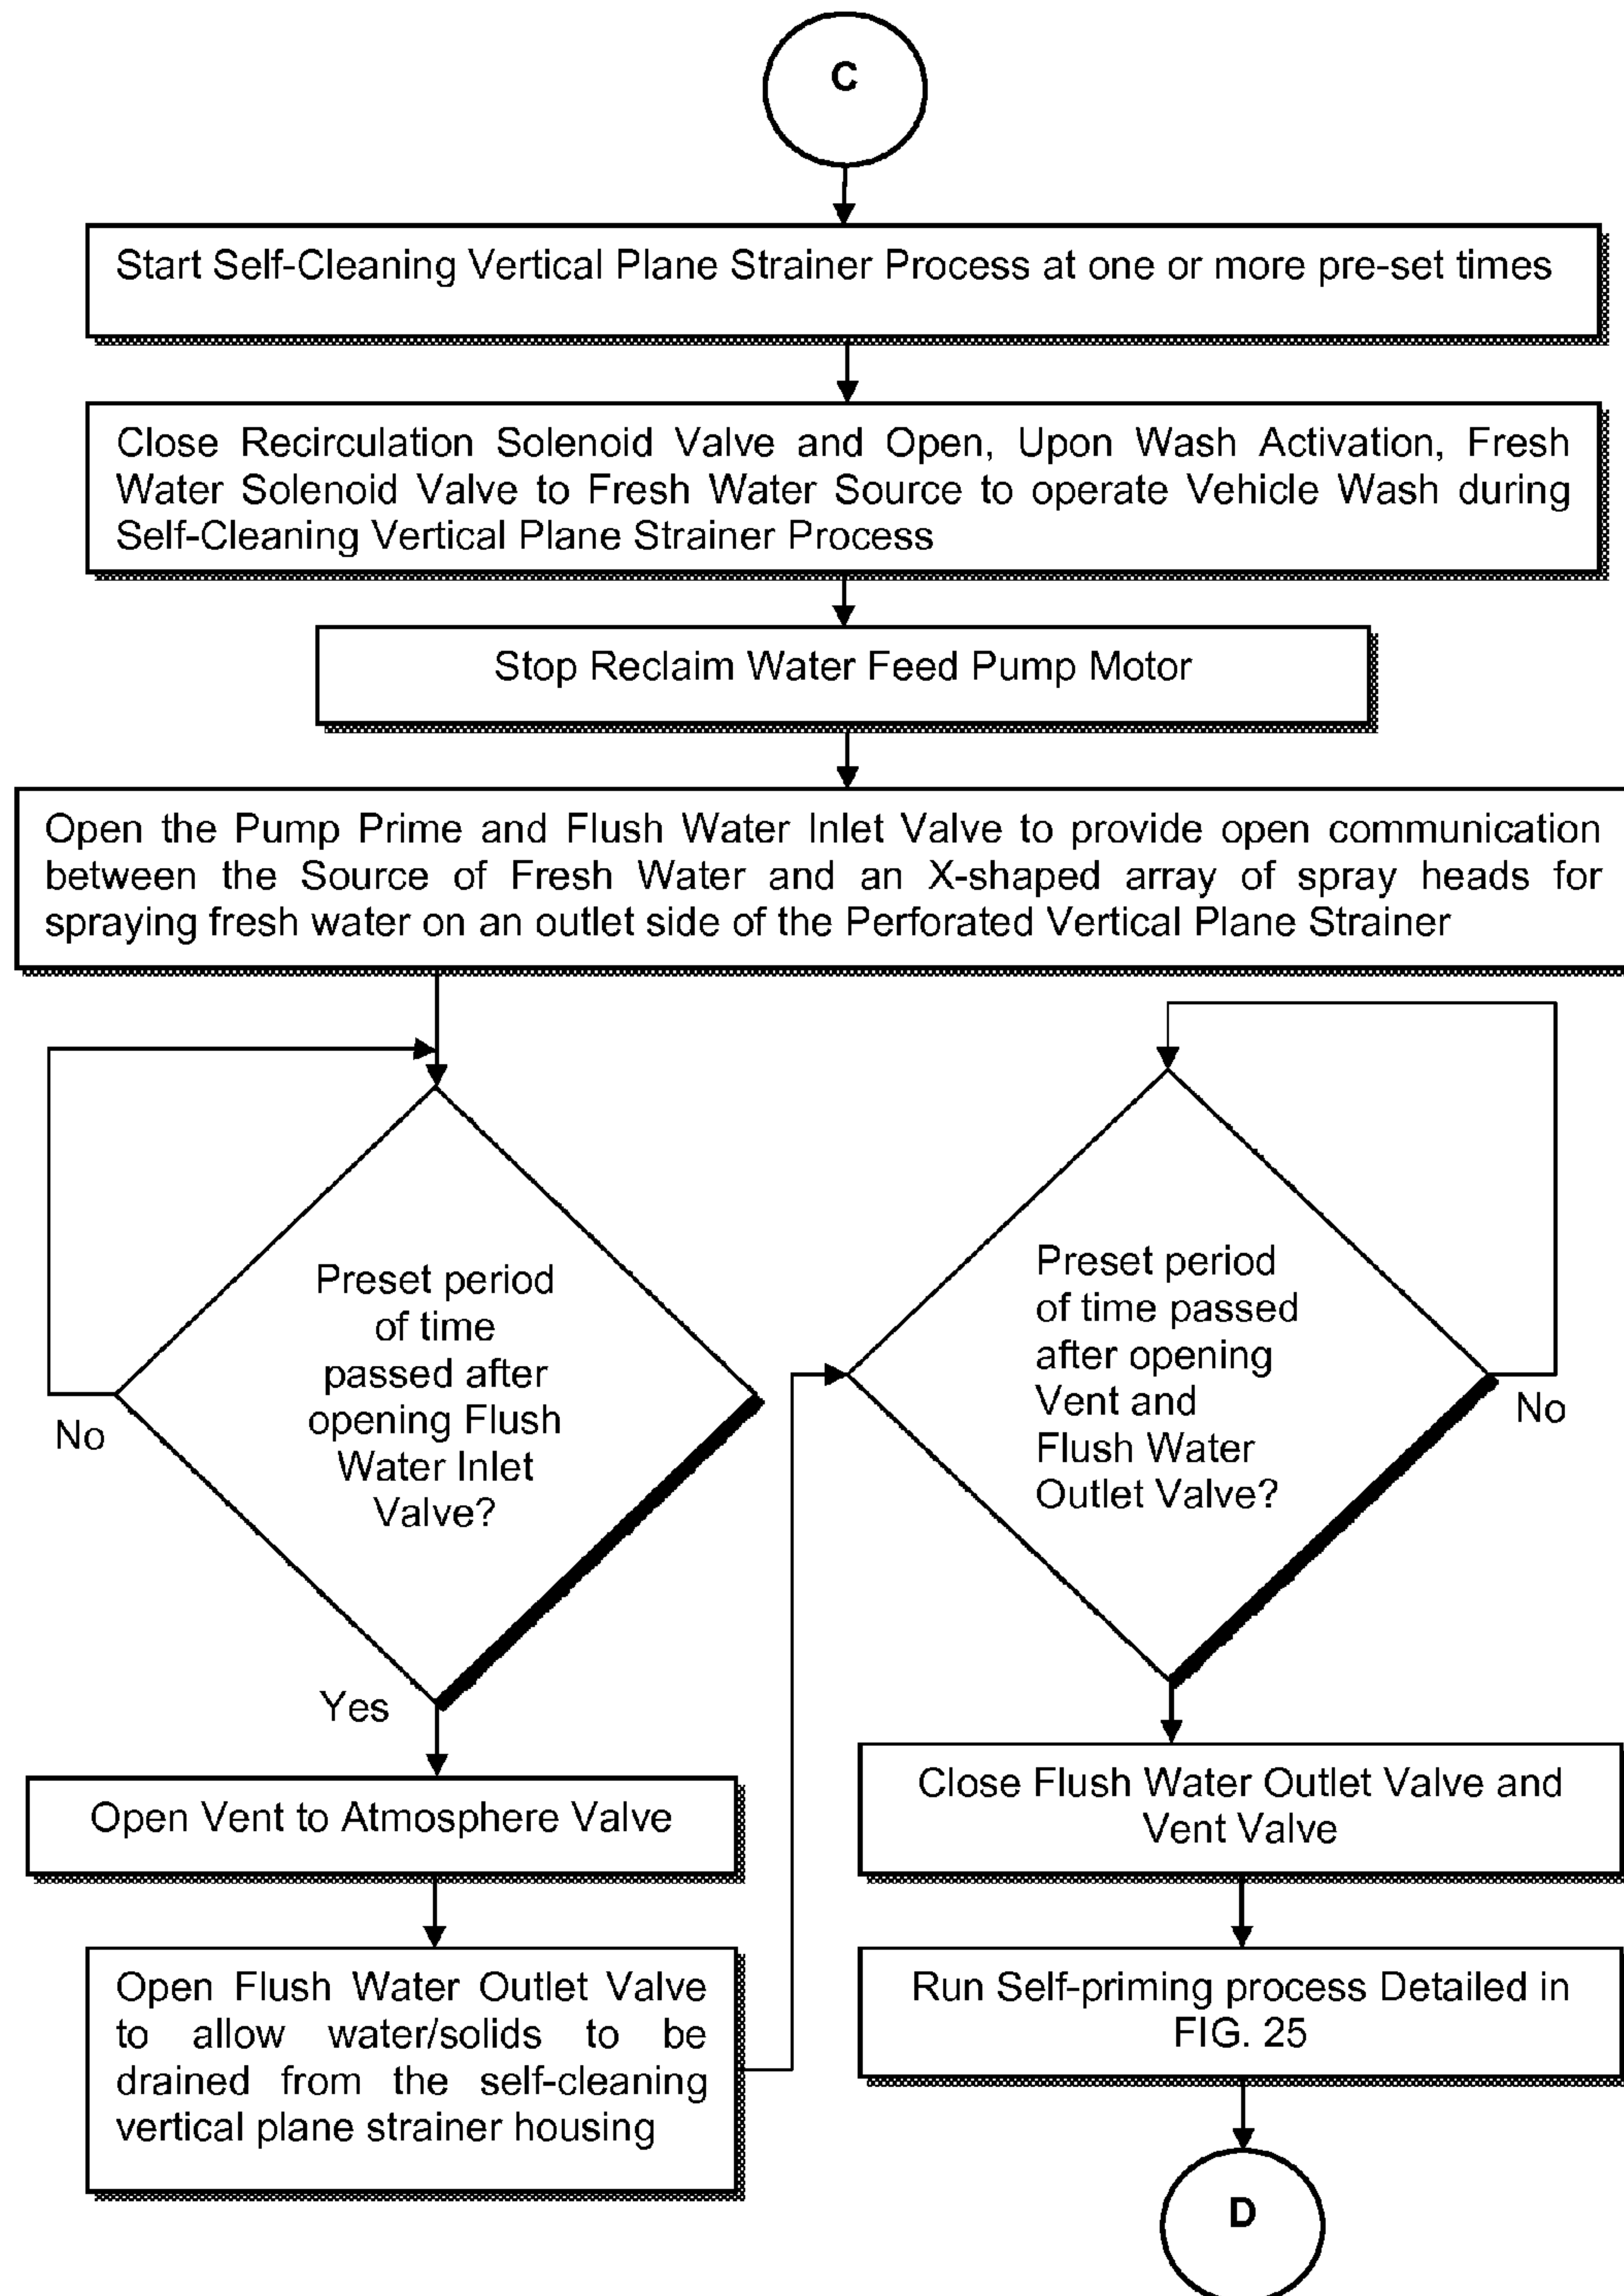 C
Start Self-Cleaning Vertical Plane Strainer Process at one or more pre-set times
Close Recirculation Solenoid Valve and Open, Upon Wash Activation, Fresh
Water Solenoid Valve to Fresh Water Source to operate Vehicle Wash during
Self-Cleaning Vertical Plane Strainer Process
Stop Reclaim Water Feed Pump Motor
Open the Pump Prime and Flush Water Inlet Valve to provide open communication
between the Source of Fresh Water and an X-shaped array of spray heads for
spraying fresh water on an outlet side of the Perforated Vertical Plane Strainer
Preset period
of time
passed after
opening Flush
Water Inlet
Valve?
No
Yes
Open Vent to Atmosphere Valve
Open Flush Water Outlet Valve
to allow water/solids to be
drained from the self-cleaning
vertical plane strainer housing
Preset period
of time passed
after opening
Vent and
Flush Water
Outlet Valve?
No
Close Flush Water Outlet Valve and
Vent Valve
Run Self-priming process Detailed in
FIG. 25
D